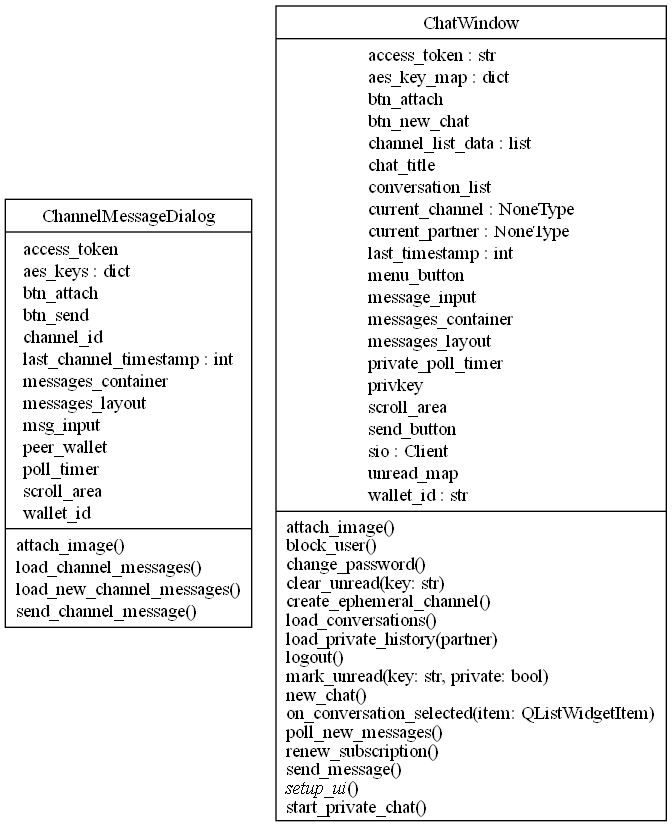 ChannelMessageDialog
access_token
aes_keys : dict
btn_attach
btn_send
channel_id
last_channel_timestamp : int
messages_container
messages_layout
msg_input
peer_wallet
poll_timer
scroll_area
wallet_id
attach_image()
load_channel_messages()
load_new_channel_messages()
send_channel_message()
ChatWindow
access_token : str
aes_key_map : dict
btn_attach
btn_new_chat
channel_list_data : list
chat_title
conversation_list
current_channel : NoneType
current_partner : NoneType
last_timestamp : int
menu_button
message_input
messages_container
messages_layout
private_poll_timer
privkey
scroll_area
send_button
sio : Client
unread_map
wallet_id : str
attach_image()
block_user()
change_password()
clear_unread(key: str)
create_ephemeral_channel()
load_conversations()
load_private_history(partner)
logout()
mark_unread(key: str, private: bool)
new_chat()
on_conversation_selected(item: QListWidgetItem)
poll_new_messages()
renew_subscription()
send_message()
setup_ui()
start_private_chat()